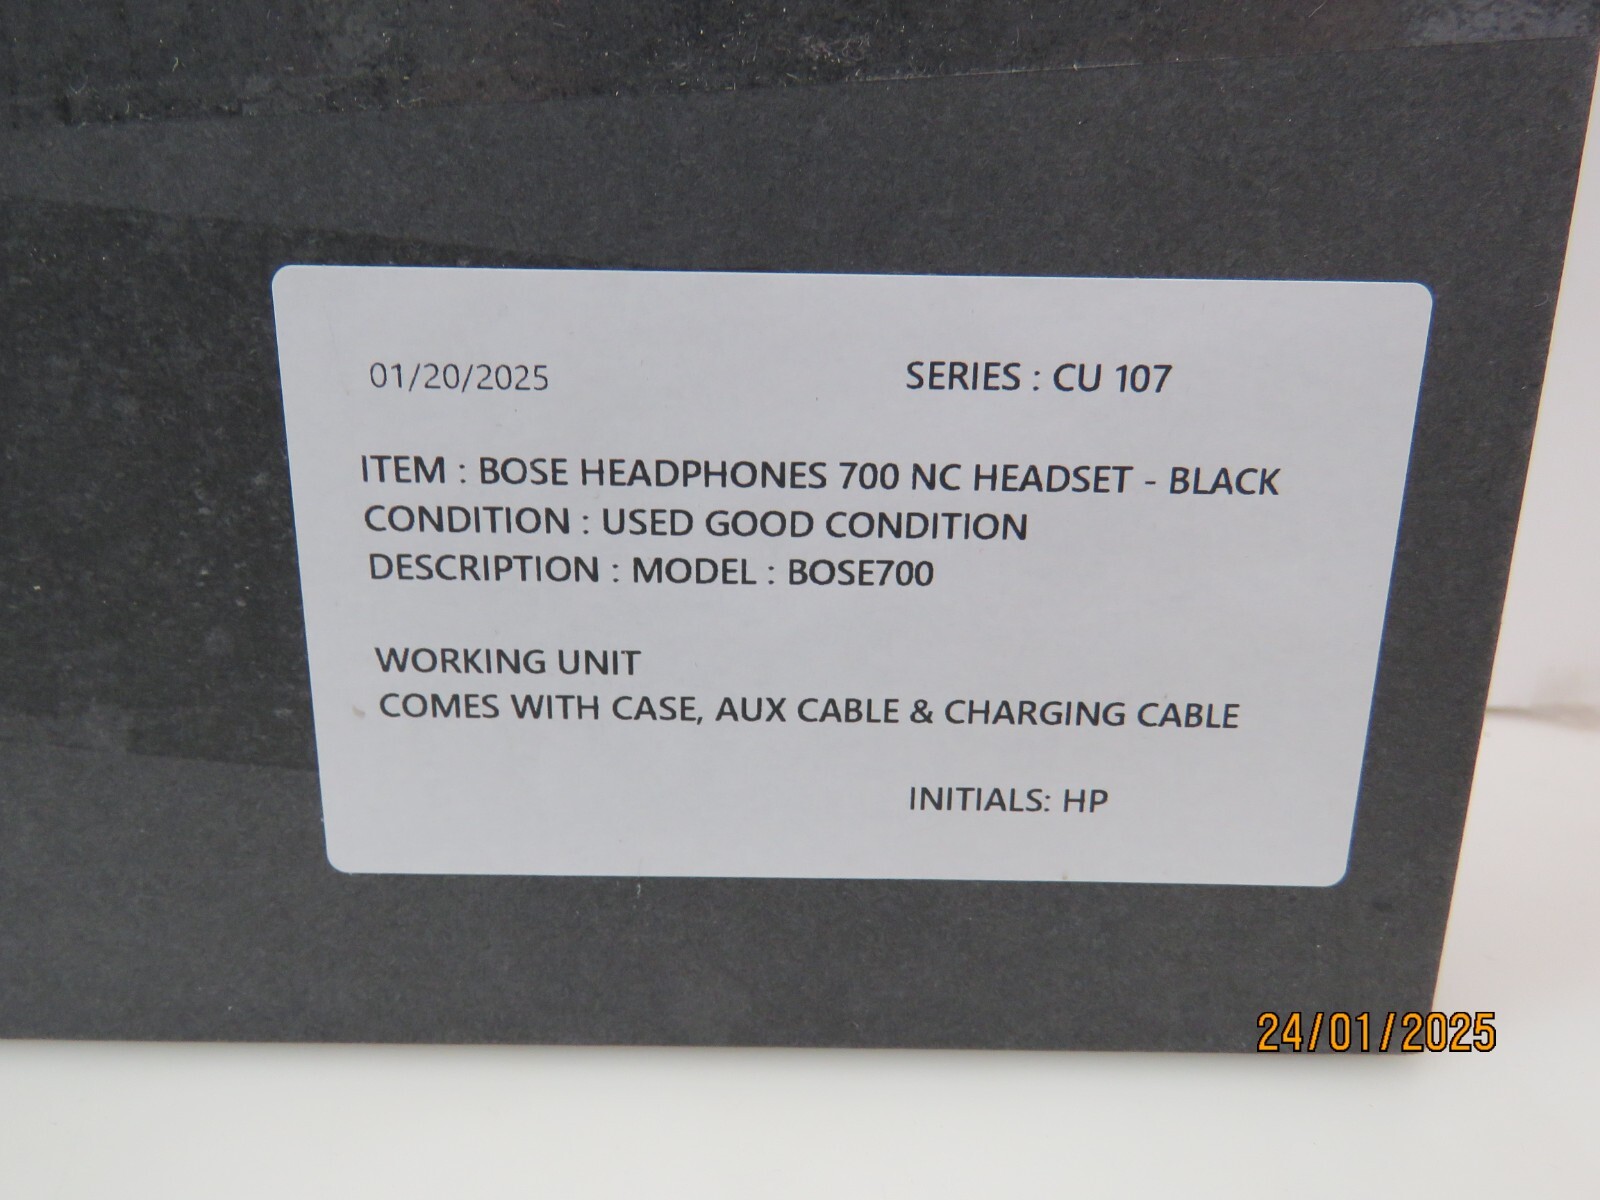 01/20/2025 SERIES : CU 107
ITEM : BOSE HEADPHONES 700 NC HEADSET - BLACK
CONDITION : USED GOOD CONDITION
DESCRIPTION : MODEL : BOSE700
WORKING UNIT
COMES WITH CASE, AUX CABLE & CHARGING CABLE
INITIALS: HP
24/01/2025